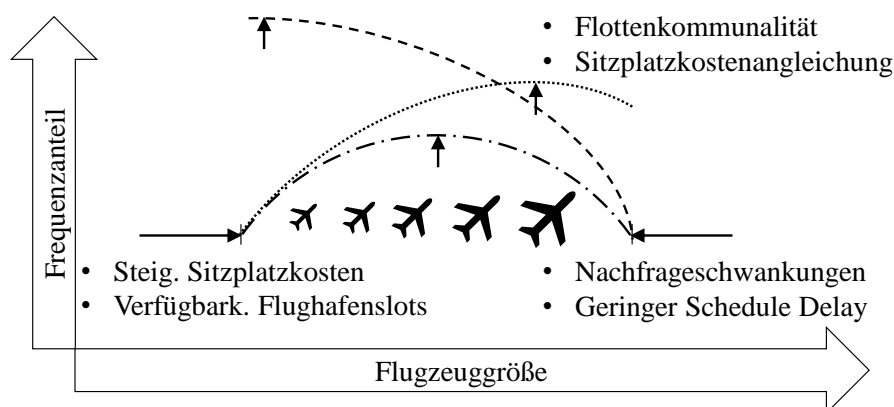 • Flottenkommunalität
• Sitzplatzkostenangleichung
Frequenzanteil
• Steig. Sitzplatzkosten
• Verfügbark. Flughafenslots
• Nachfrageschwankungen
• Geringer Schedule Delay
Flugzeuggröße